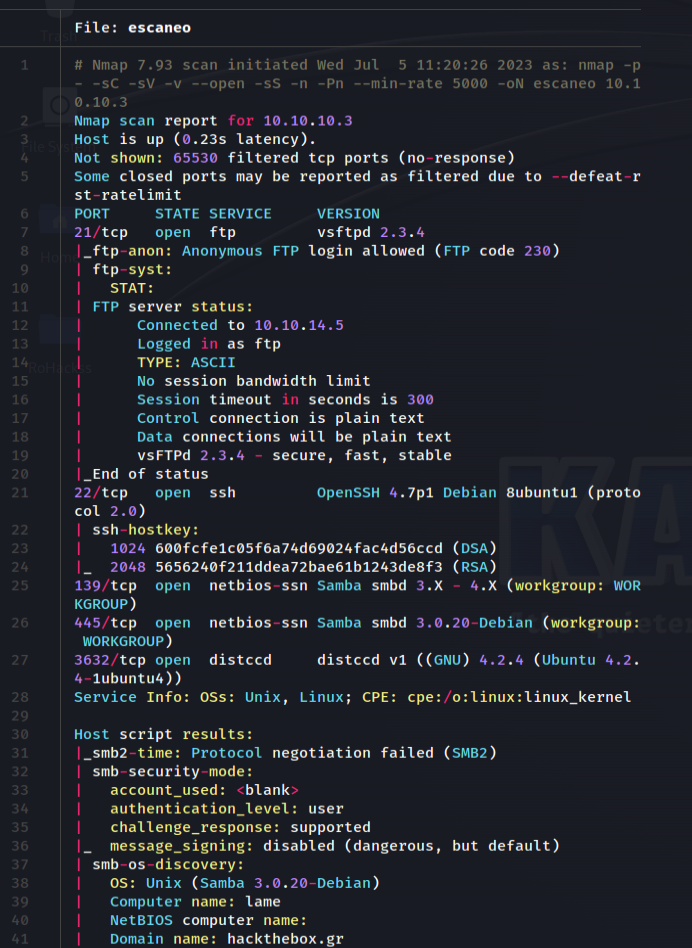 File: escaneo
1 # Nmap 7.93 scan initiated Wed Jul  5 11:20:26 2023 as: nmap -p
- -sC -sV -v --open -sS -n -Pn --min-rate 5000 -oN escaneo 10.1
0.10.3
2 Nmap scan report for 10.10.10.3
3 Host is up (0.23s latency).
4 Not shown: 65530 filtered tcp ports (no-response)
5 Some closed ports may be reported as filtered due to --defeat-r
st-ratelimit
6 PORT     STATE SERVICE     VERSION
7 21/tcp   open  ftp         vsftpd 2.3.4
8 |_ftp-anon: Anonymous FTP login allowed (FTP code 230)
9 | ftp-syst:
10 |   STAT:
11 | FTP server status:
12 |      Connected to 10.10.14.5
13 |      Logged in as ftp
14 |      TYPE: ASCII
15 |      No session bandwidth limit
16 |      Session timeout in seconds is 300
17 |      Control connection is plain text
18 |      Data connections will be plain text
19 |      vsFTPd 2.3.4 - secure, fast, stable
20 |_End of status
21 22/tcp   open  ssh         OpenSSH 4.7p1 Debian 8ubuntu1 (proto
col 2.0)
22 | ssh-hostkey:
23 |   1024 600fcfe1c05f6a74d69024fac4d56ccd (DSA)
24 |_  2048 5656240f211ddea72bae61b1243de8f3 (RSA)
25 139/tcp  open  netbios-ssn Samba smbd 3.X - 4.X (workgroup: WOR
KGROUP)
26 445/tcp  open  netbios-ssn Samba smbd 3.0.20-Debian (workgroup:
WORKGROUP)
27 3632/tcp open  distccd     distccd v1 ((GNU) 4.2.4 (Ubuntu 4.2.
4-1ubuntu4))
28 Service Info: OSs: Unix, Linux; CPE: cpe:/o:linux:linux_kernel
29
30 Host script results:
31 |_smb2-time: Protocol negotiation failed (SMB2)
32 | smb-security-mode:
33 |   account_used: <blank>
34 |   authentication_level: user
35 |   challenge_response: supported
36 |_  message_signing: disabled (dangerous, but default)
37 | smb-os-discovery:
38 |   OS: Unix (Samba 3.0.20-Debian)
39 |   Computer name: lame
40 |   NetBIOS computer name:
41 |   Domain name: hackthebox.gr